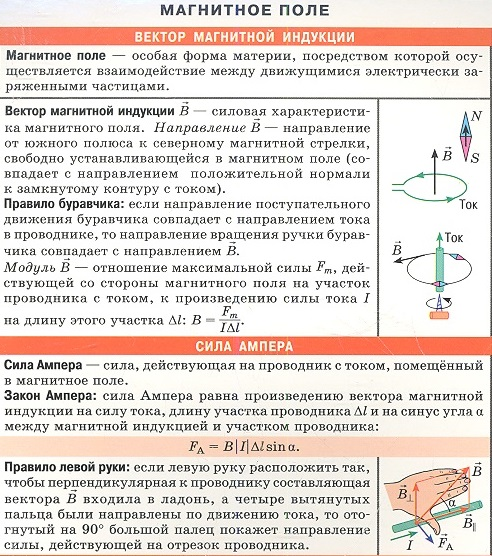 МАГНИТНОЕ ПОЛЕ
ВЕКТОР МАГНИТНОЙ ИНДУКЦИИ
Магнитное поле — особая форма материи, посредством которой осу-
ществляется взаимодействие между движущимися электрически за-
ряженными частицами.
Вектор магнитной индукции B⃗ — силовая характеристи-
ка магнитного поля. Направление B⃗ — направление
от южного полюса к северному магнитной стрелки,
свободно устанавливающейся в магнитном поле (со-
впадает с направлением положительной нормали
к замкнутому контуру с током).
Правило буравчика: если направление поступательного
движения буравчика совпадает с направлением тока
в проводнике, то направление вращения ручки бурав-
чика совпадает с направлением B⃗.
Модуль B⃗ — отношение максимальной силы Fm, дей-
ствующей со стороны магнитного поля на участок
проводника с током, к произведению силы тока I
на длину этого участка Δl: B = Fm/IΔl.
N
S
B⃗
Ток
Ток
B⃗
СИЛА АМПЕРА
Сила Ампера — сила, действующая на проводник с током, помещённый
в магнитное поле.
Закон Ампера: сила Ампера равна произведению вектора магнитной
индукции на силу тока, длину участка проводника Δl и на синус угла α
между магнитной индукцией и участком проводника:
FА = B|I|Δl sin α.
Правило левой руки: если левую руку расположить так,
чтобы перпендикулярная к проводнику составляющая
вектора B⃗ входила в ладонь, а четыре вытянутых
пальца были направлены по движению тока, то ото-
гнутый на 90° большой палец покажет направление
силы, действующей на отрезок проводника.
B⃗
B⃗⊥
α
B⃗∥
I
F⃗А